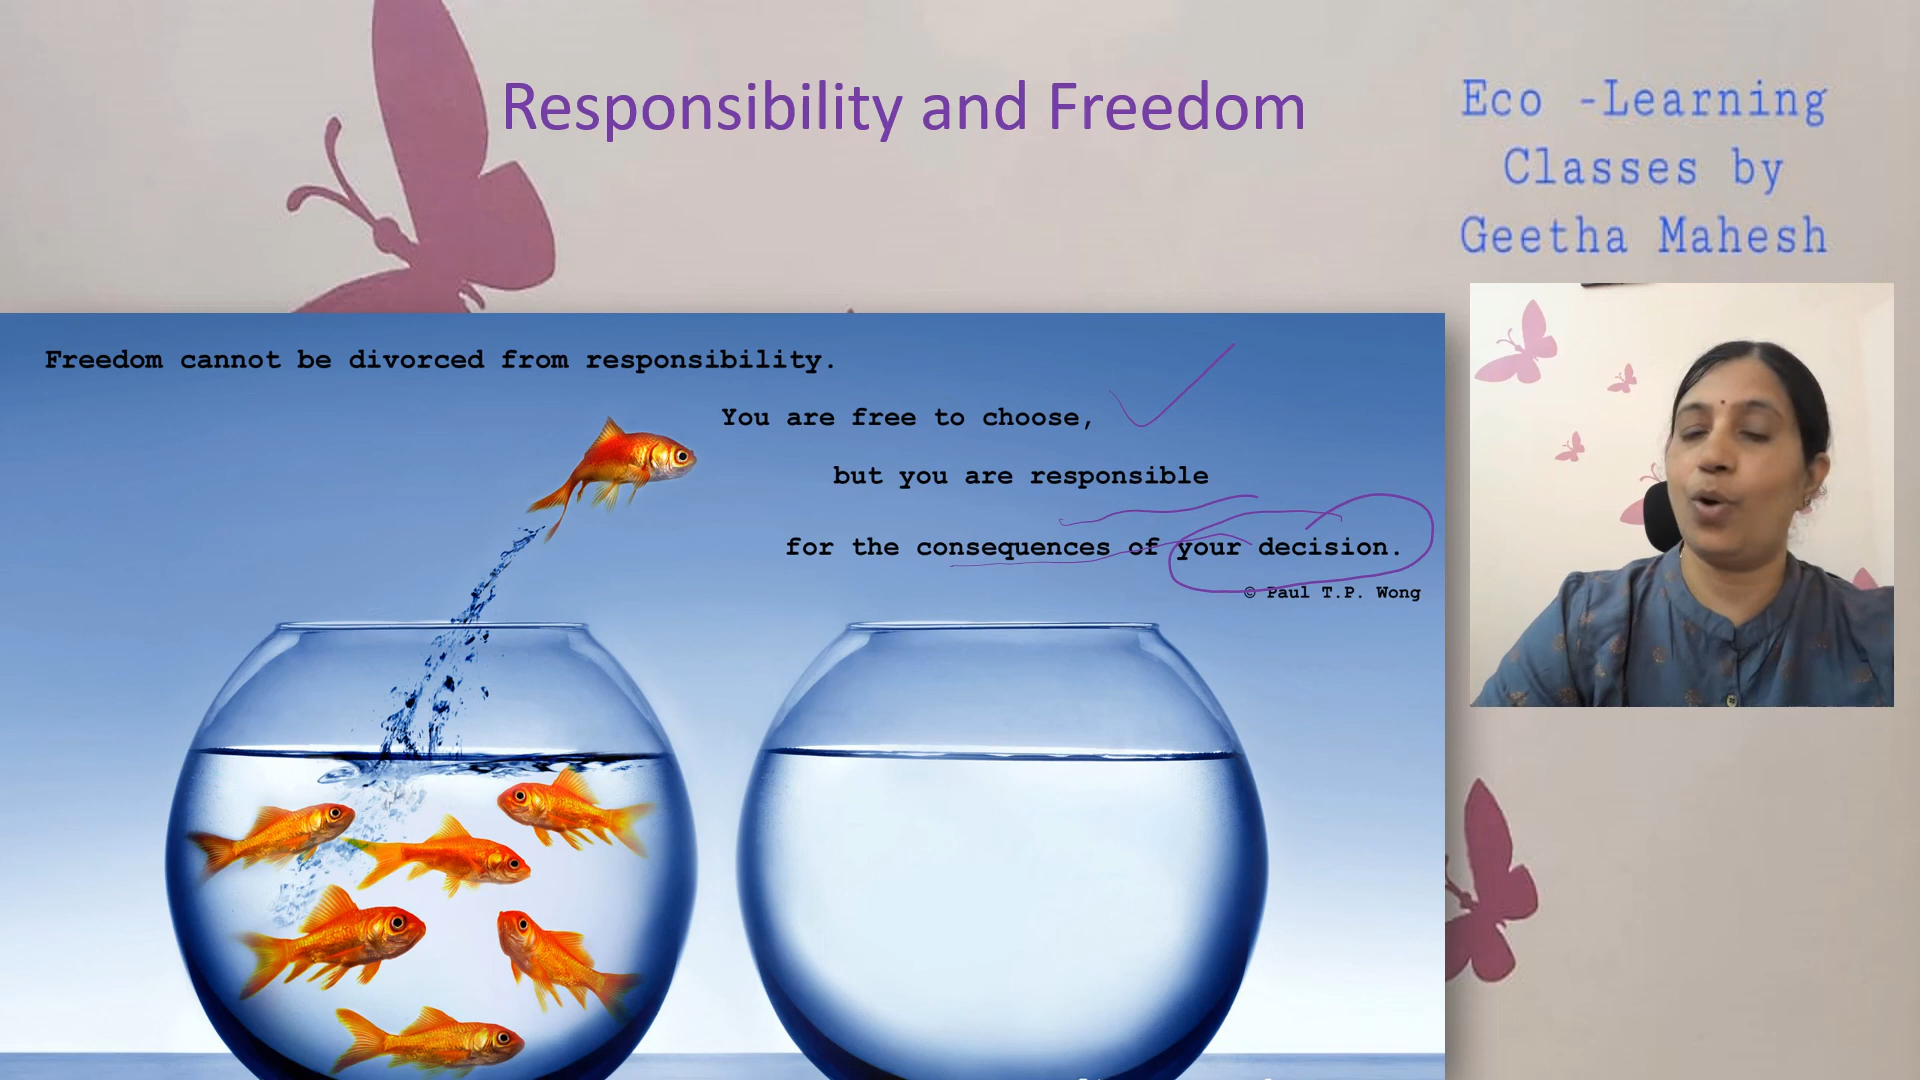 Responsibility and Freedom
Eco -Learning
Classes by
Geetha Mahesh
Freedom cannot be divorced from responsibility.
You are free to choose,
but you are responsible
for the consequences of your decision.
© Paul T.P. Wong